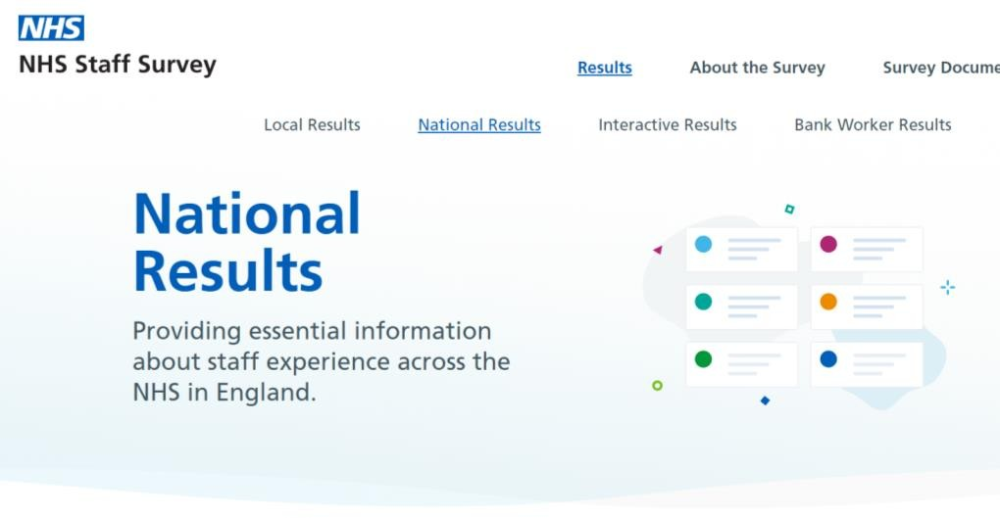 NHS
NHS Staff Survey
Results About the Survey Survey Docume
Local Results National Results Interactive Results Bank Worker Results
National
Results
Providing essential information
about staff experience across the
NHS in England.